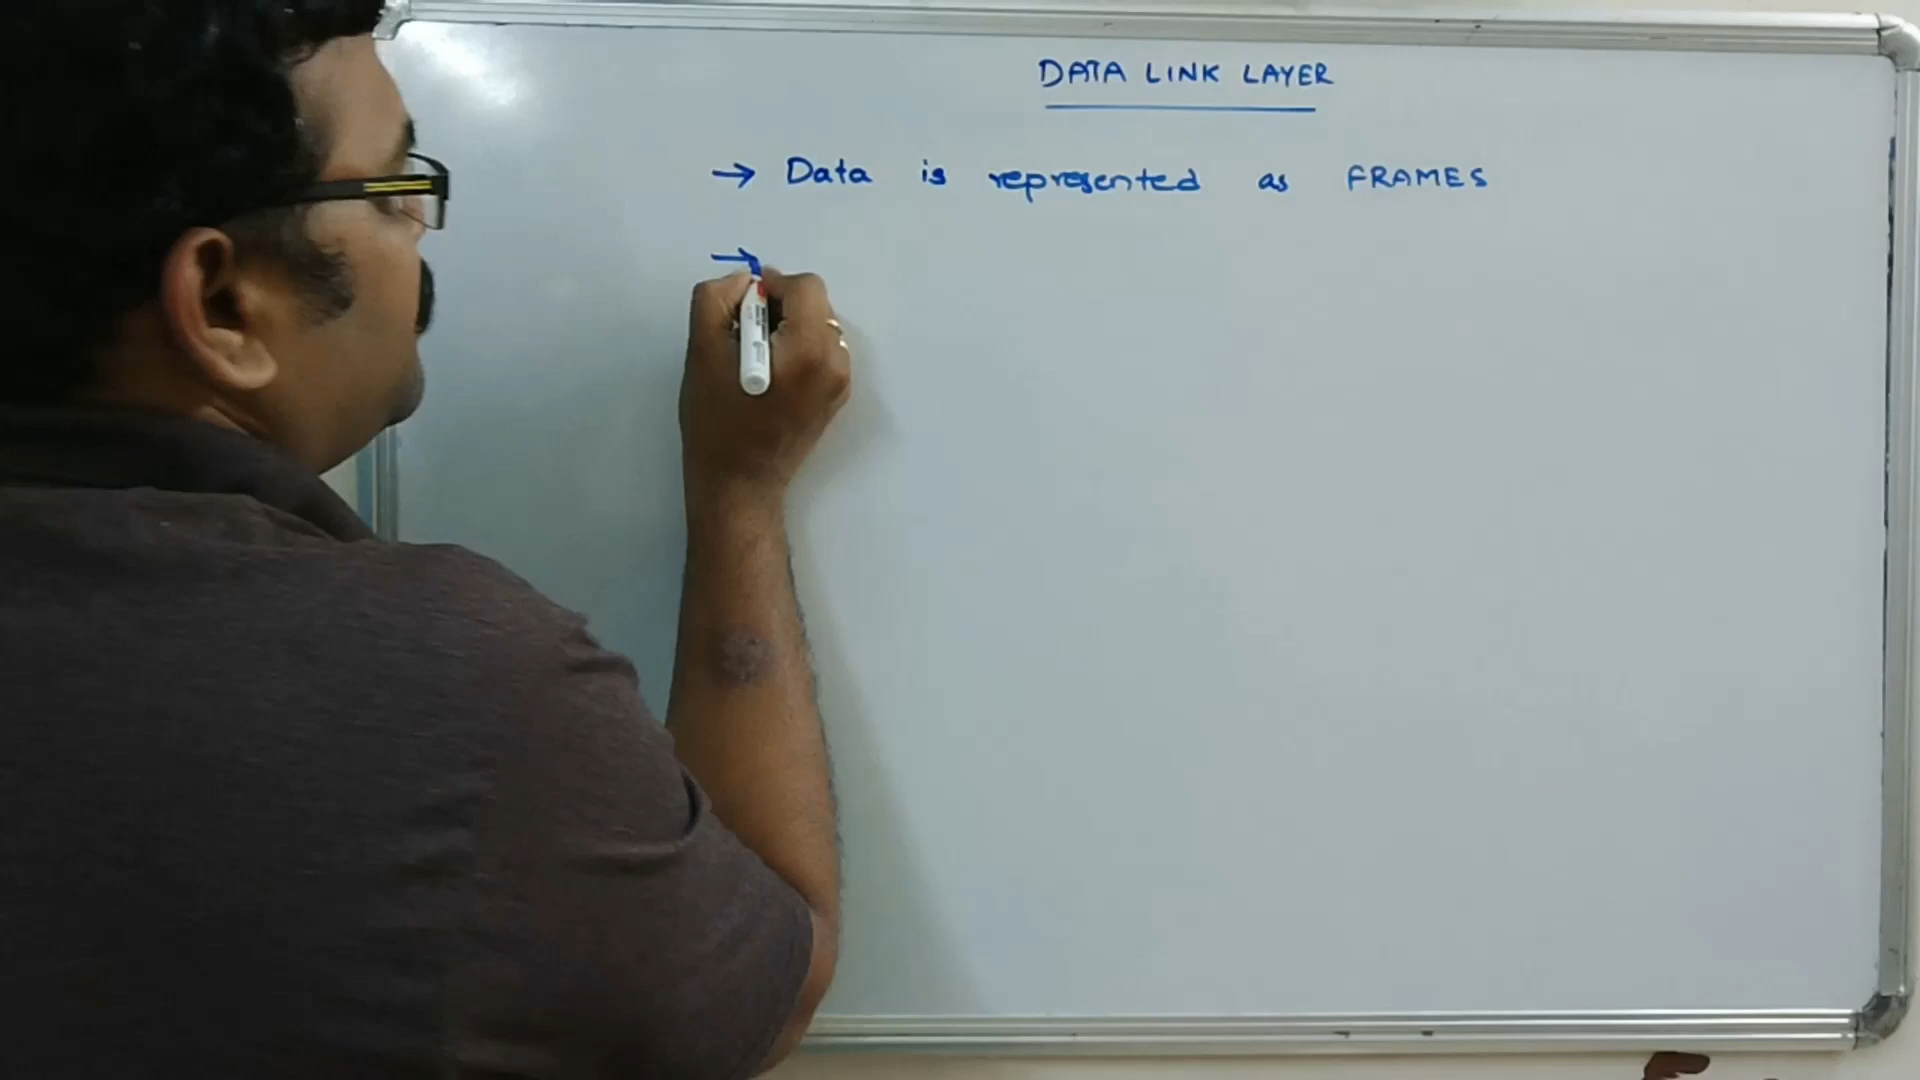 DATA LINK LAYER
→ Data is represented as FRAMES
→